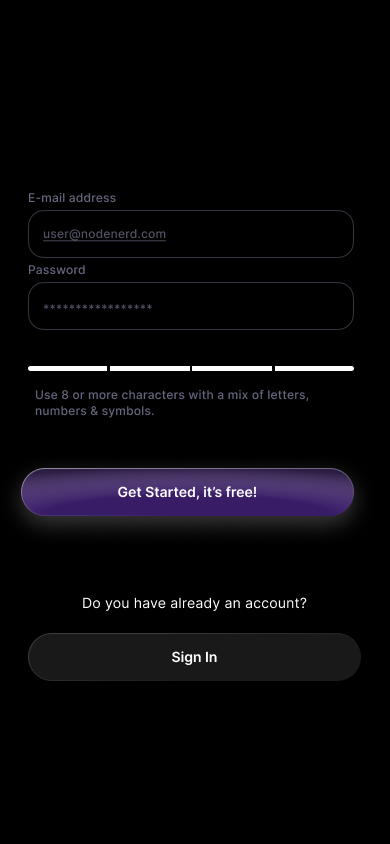 E-mail address
user@nodenerd.com
Password
*****************
Use 8 or more characters with a mix of letters,
numbers & symbols.
Get Started, it’s free!
Do you have already an account?
Sign In